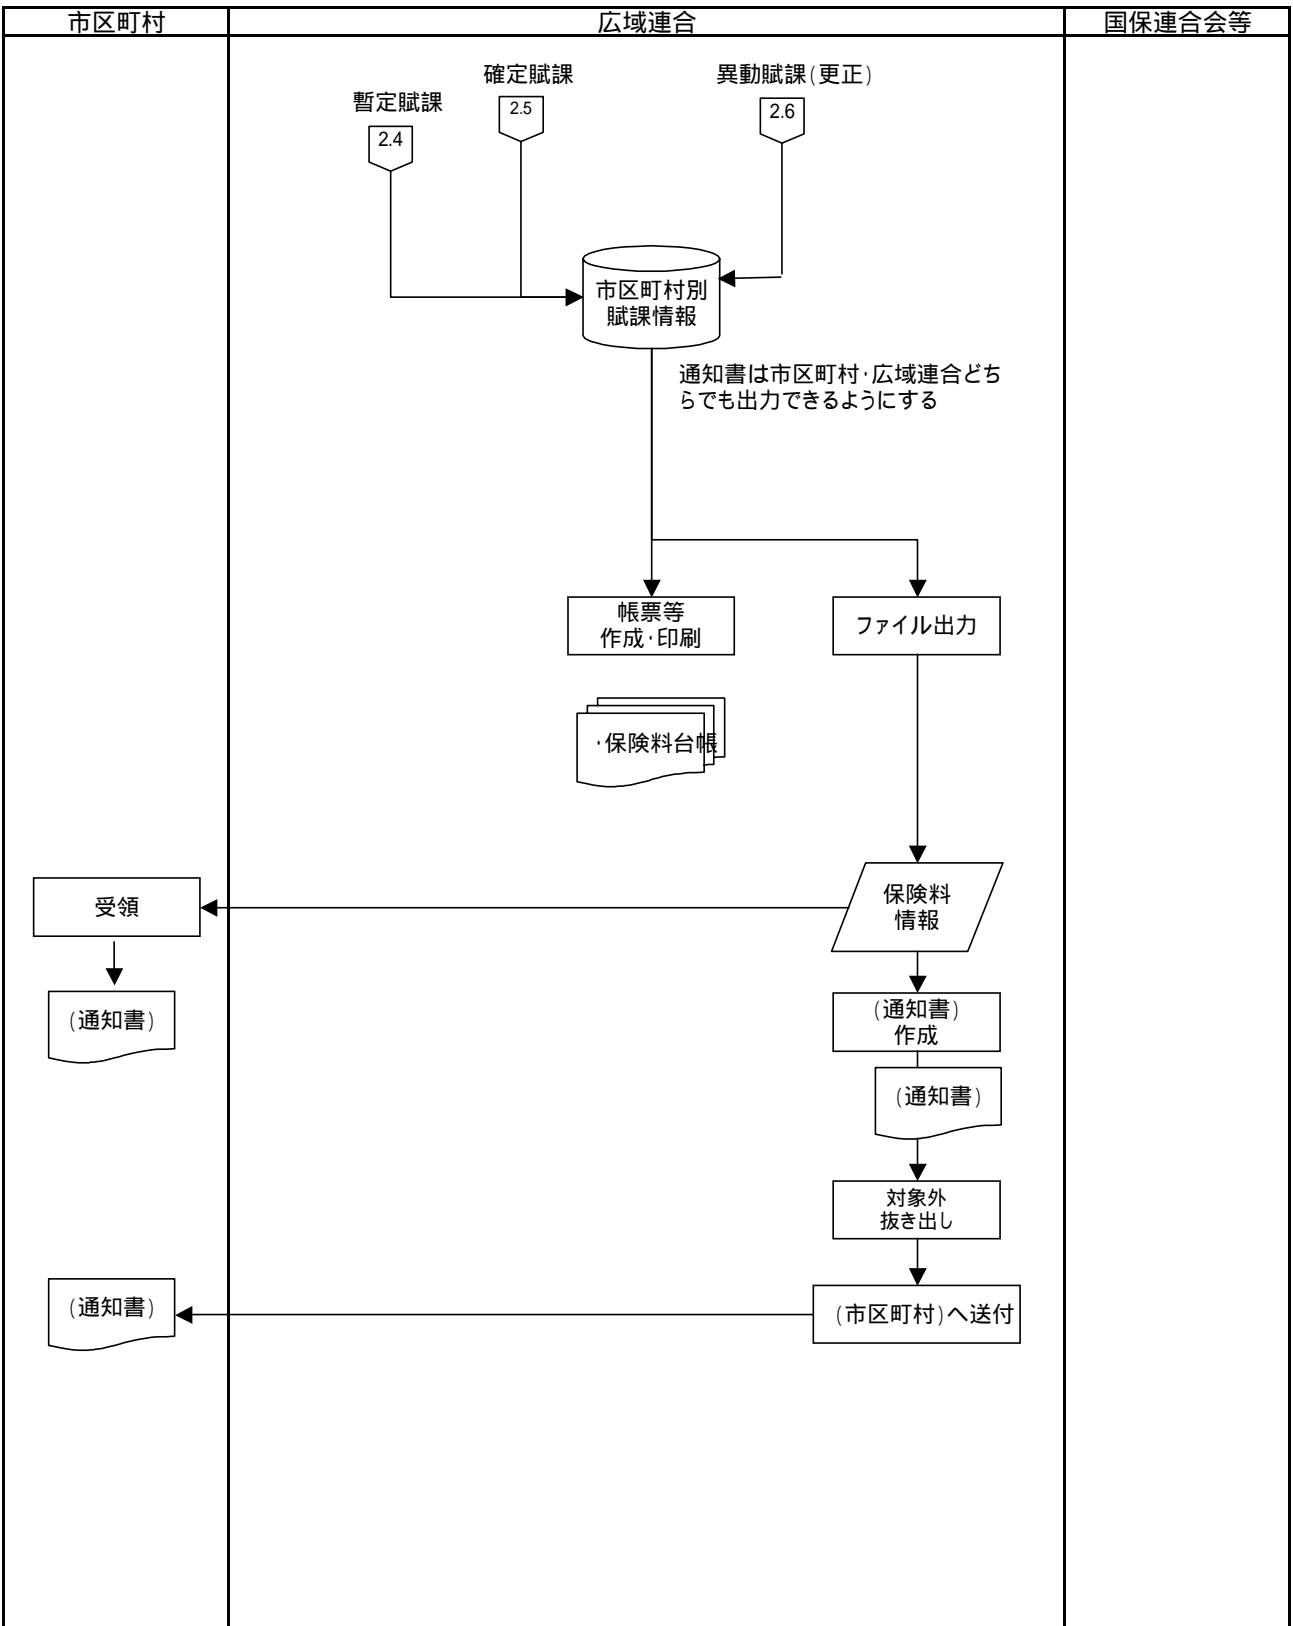 市区町村
広域連合
国保連合会等
確定賦課
2.5
異動賦課(更正)
2.6
暫定賦課
2.4
市区町村別
賦課情報
通知書は市区町村・広域連合どち
らでも出力できるようにする
帳票等
作成・印刷
ファイル出力
・保険料台帳
保険料
情報
受領
(通知書)
(通知書)
作成
(通知書)
対象外
抜き出し
(通知書)
(市区町村)へ送付